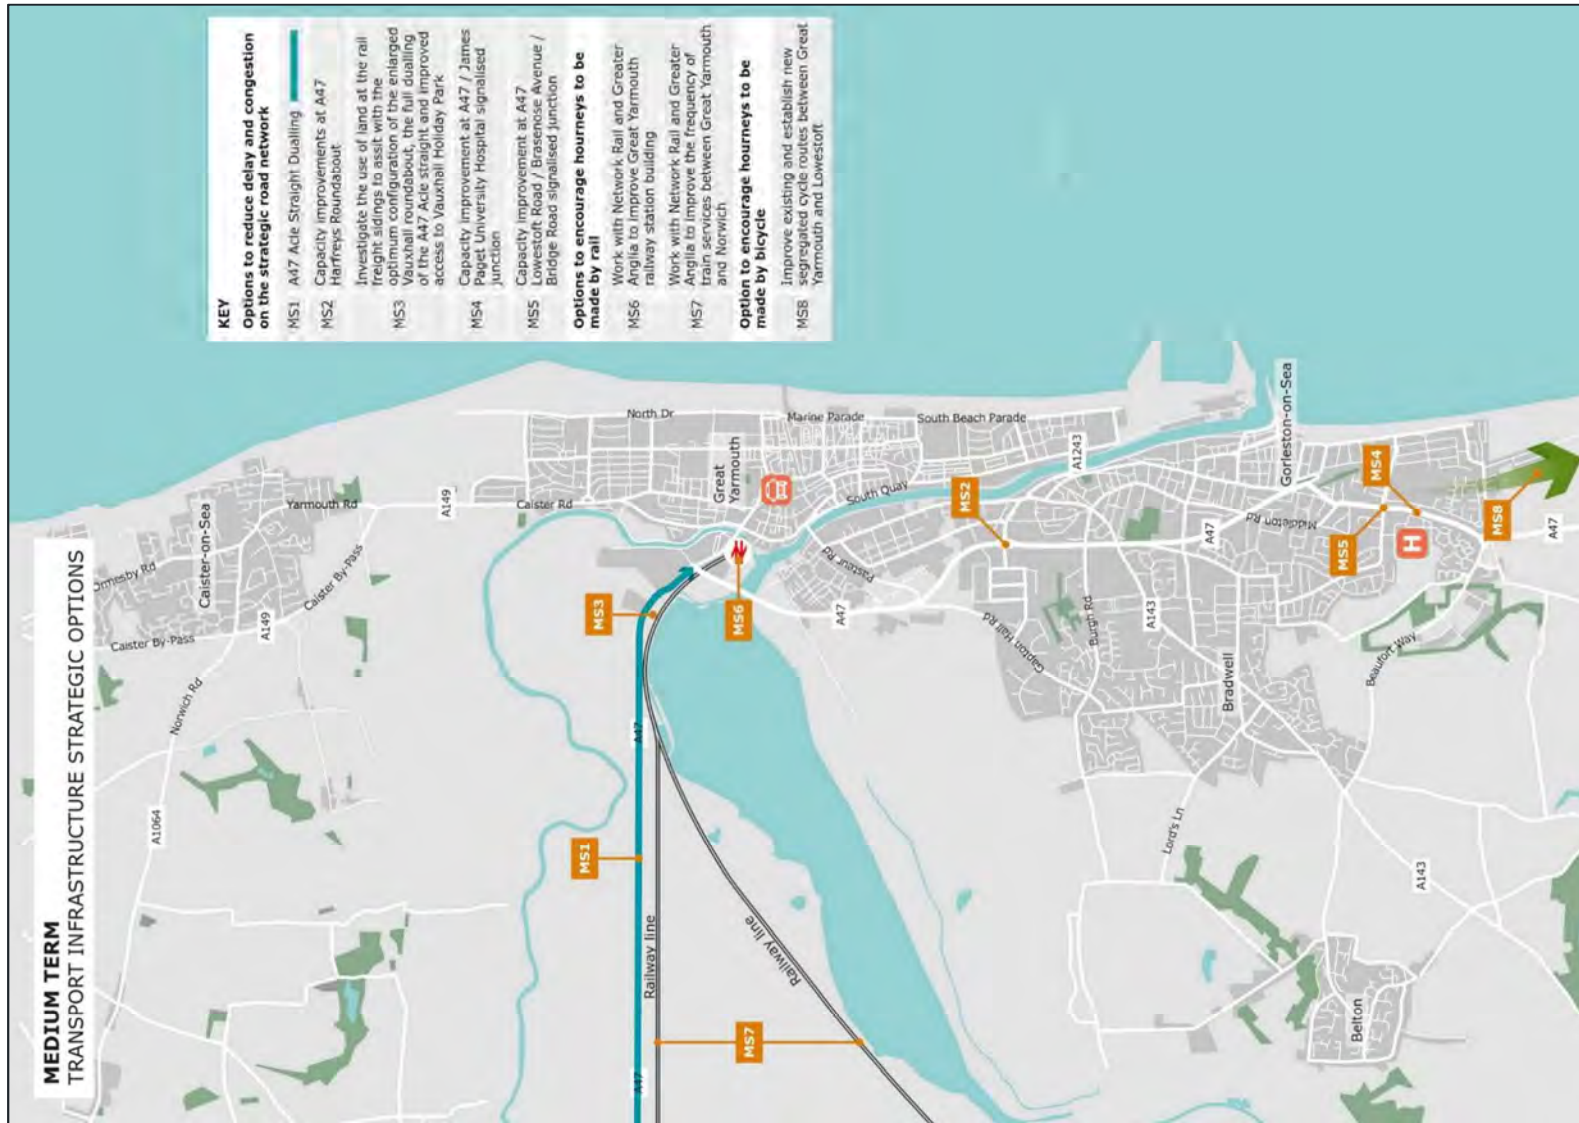 MEDIUM TERM
TRANSPORT INFRASTRUCTURE STRATEGIC OPTIONS
KEY
Options to reduce delay and congestion
on the strategic road network
MS1 A47 Acle Straight Dualling
MS2 Capacity improvements at A47
Harfreys Roundabout
MS3 Investigate the use of land at the rail
freight sidings to assit with the
optimum configuration of the enlarged
Vauxhall roundabout, the full dualling
of the A47 Acle straight and improved
access to Vauxhall Holiday Park
MS4 Capacity improvement at A47 / James
Paget University Hospital signalised
junction
MS5 Capacity improvement at A47
Lowestoft Road / Brasenose Avenue /
Bridge Road signalised junction
Options to encourage hourneys to be
made by rail
MS6 Work with Network Rail and Greater
Anglia to improve Great Yarmouth
railway station building
MS7 Work with Network Rail and Greater
Anglia to improve the frequency of
train services between Great Yarmouth
and Norwich
Option to encourage hourneys to be
made by bicycle
MS8 Improve existing and establish new
segregated cycle routes between Great
Yarmouth and Lowestoft
Ormesby Rd
Caister-on-Sea
Yarmouth Rd
Caister By-Pass
A149
Caister By-Pass
Norwich Rd
A1064
A149
Caister Rd
North Dr
Great
Yarmouth
Marine Parade
South Beach Parade
South Quay
MS3
MS6
A47
MS1
Railway line
Railway line
A47
MS7
Pasteur Rd
A47
MS2
A1243
Gapton Hall Rd
Burgh Rd
A143
A47
Middleton Rd
Gorleston-on-Sea
MS4
MS5
H
MS8
A47
Bradwell
Beaufort Way
Lord's Ln
A143
Belton